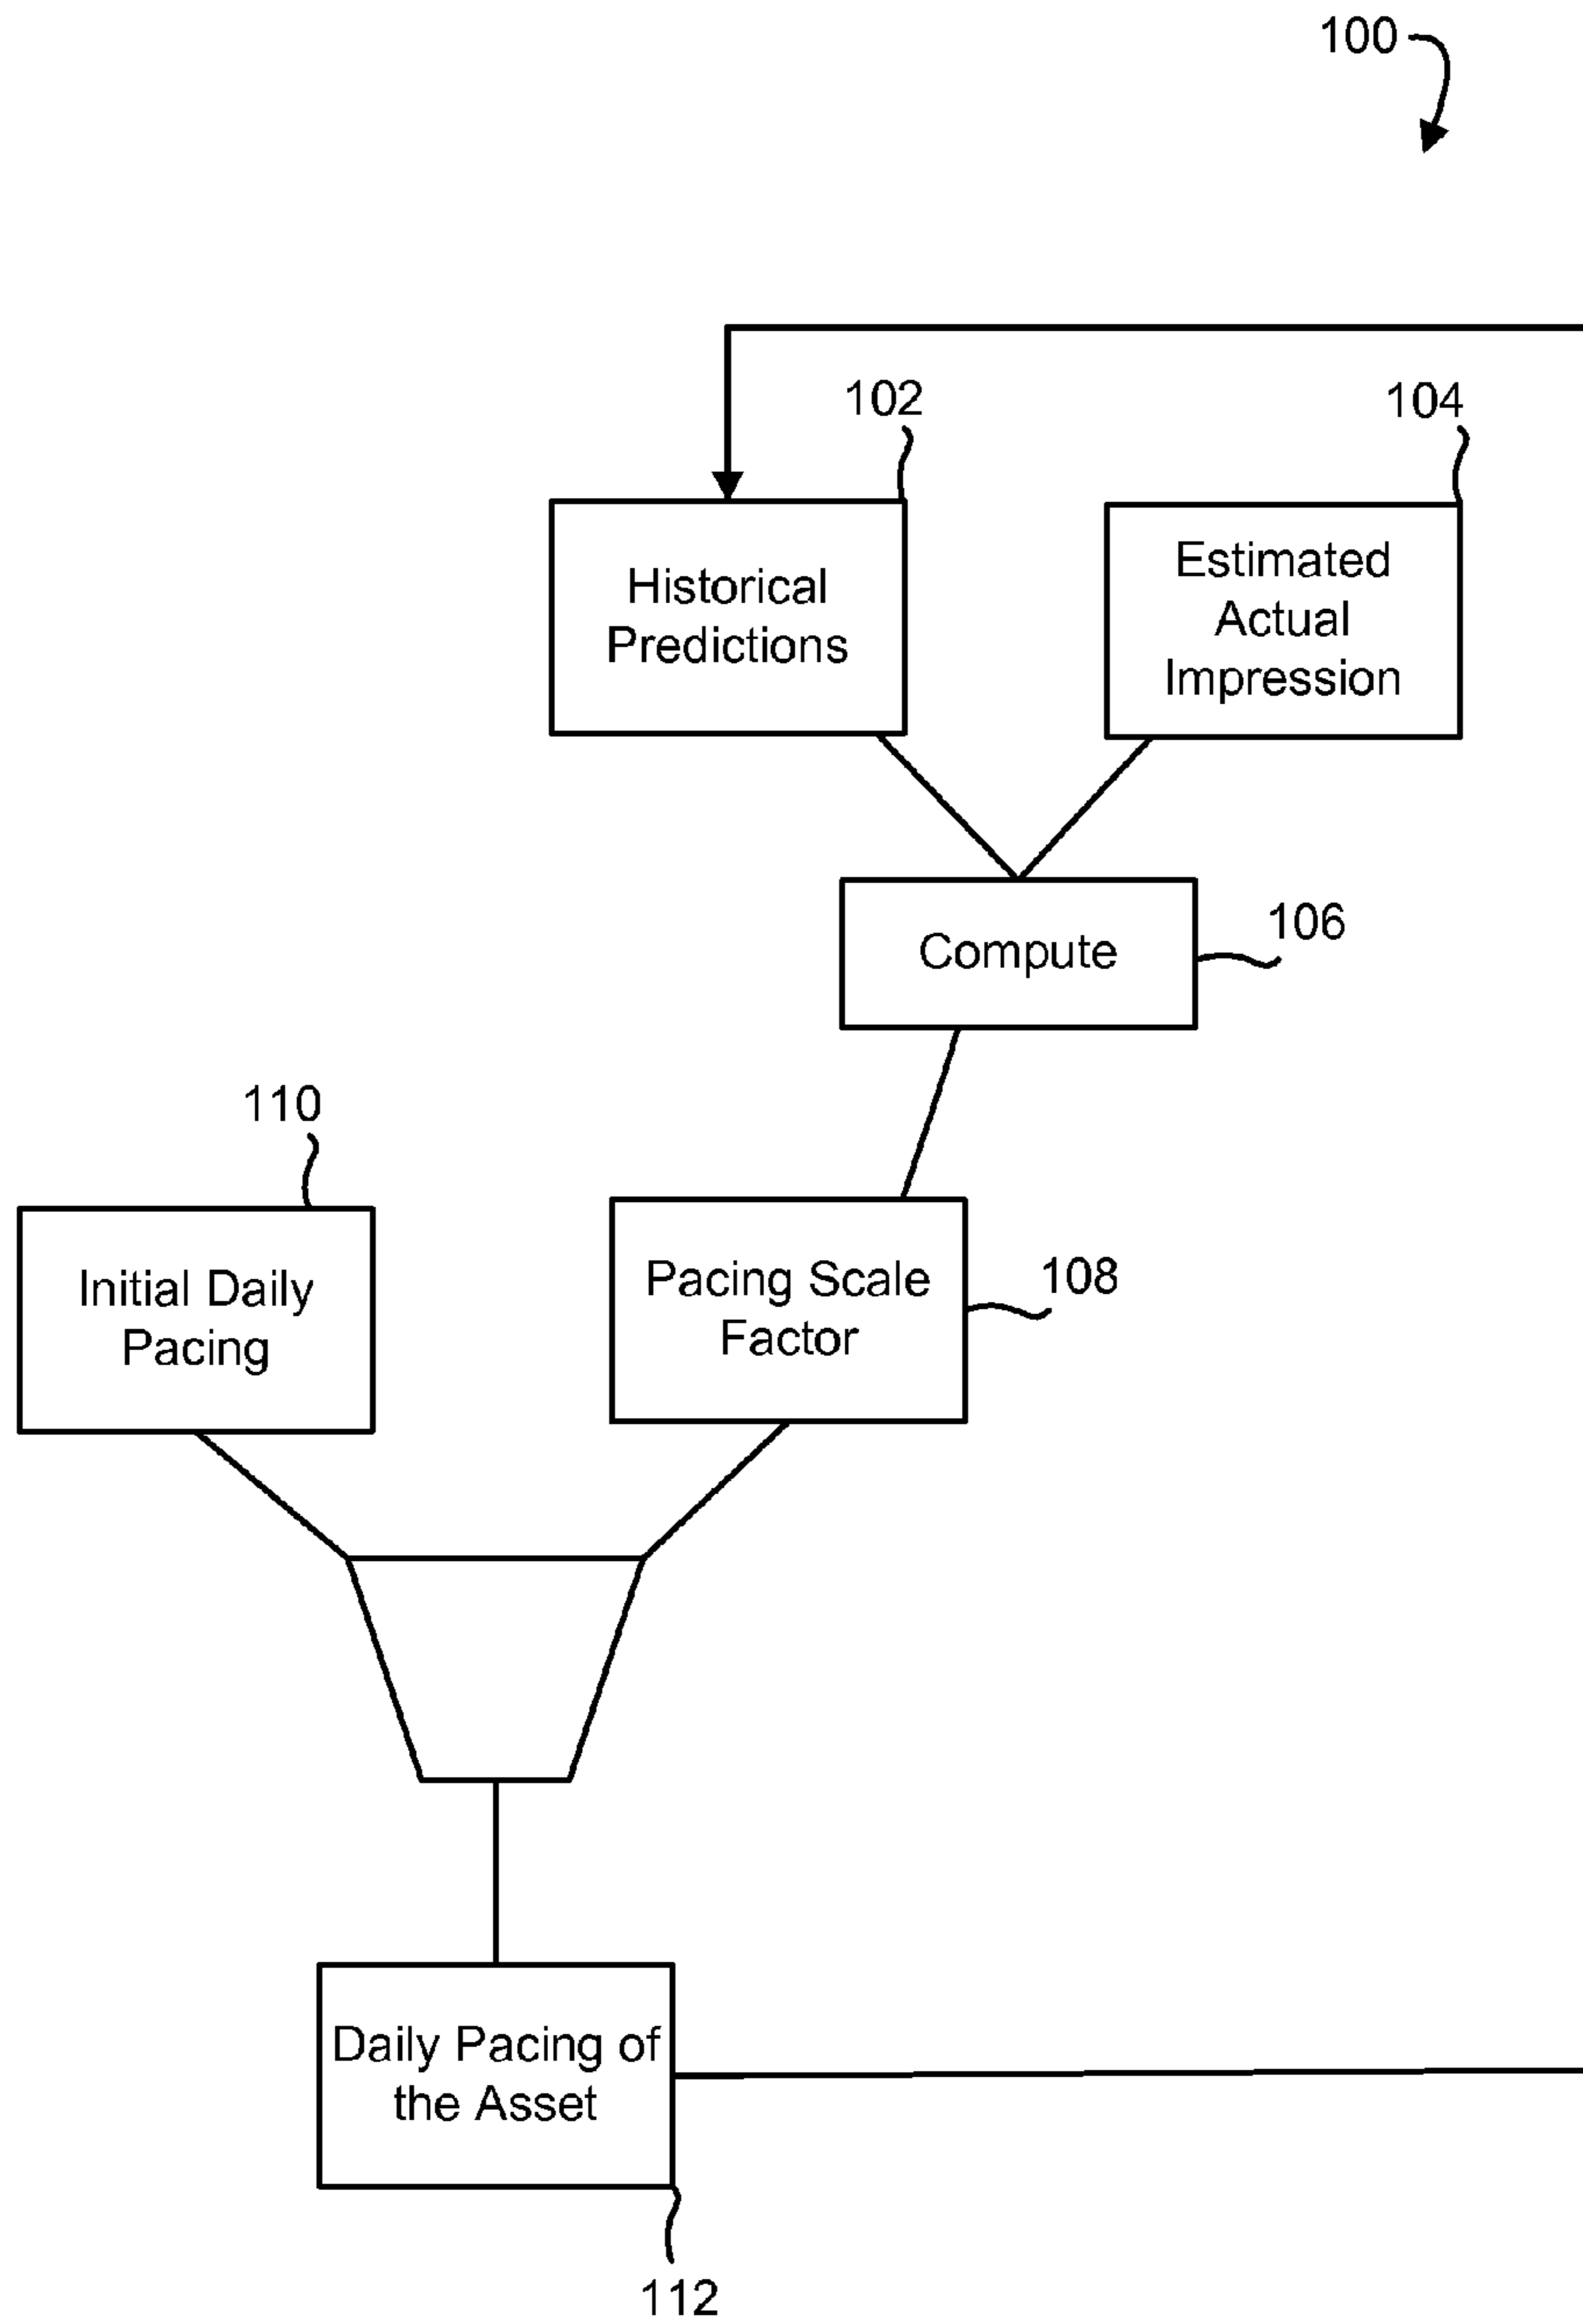 100
102
104
Historical
Predictions
Estimated
Actual
Impression
Compute
106
110
Initial Daily
Pacing
Pacing Scale
Factor
108
Daily Pacing of
the Asset
112